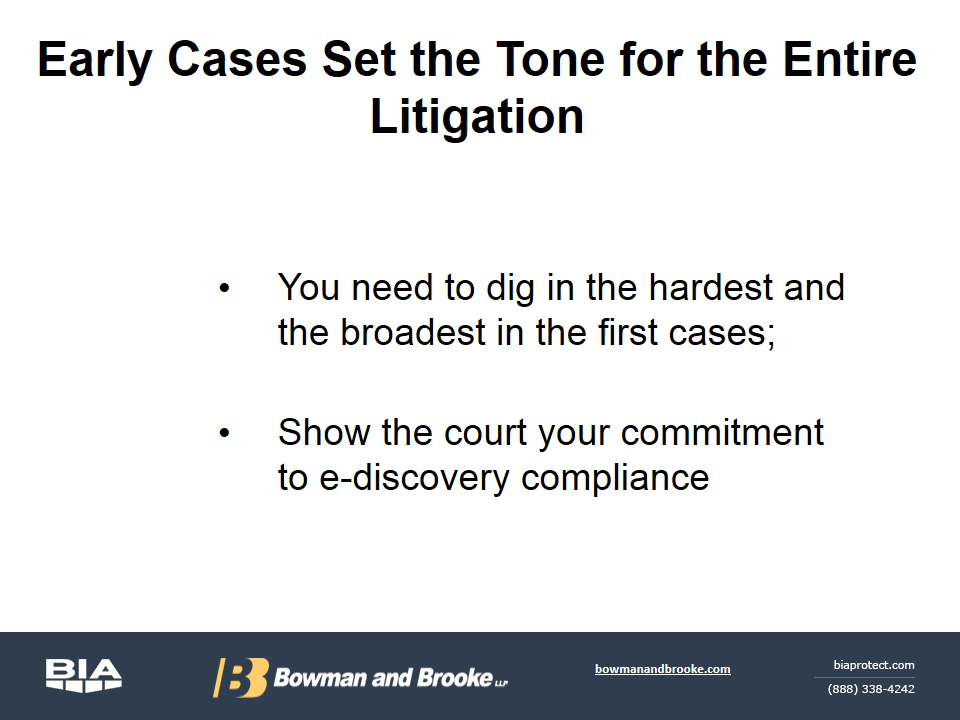 Early Cases Set the Tone for the Entire
Litigation
• You need to dig in the hardest and
the broadest in the first cases;
• Show the court your commitment
to e-discovery compliance
BIA
B Bowman and Brooke LLP
bowmanandbrooke.com
biaprotect.com
(888) 338-4242